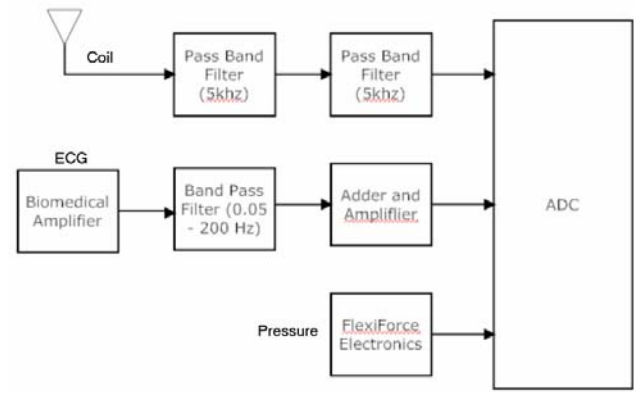 Coil
Pass Band
Filter
(5khz)
Pass Band
Filter
(5khz)
ECG
Biomedical
Amplifier
Band Pass
Filter (0.05
- 200 Hz)
Adder and
Ampliflier
ADC
Pressure
FlexiForce
Electronics